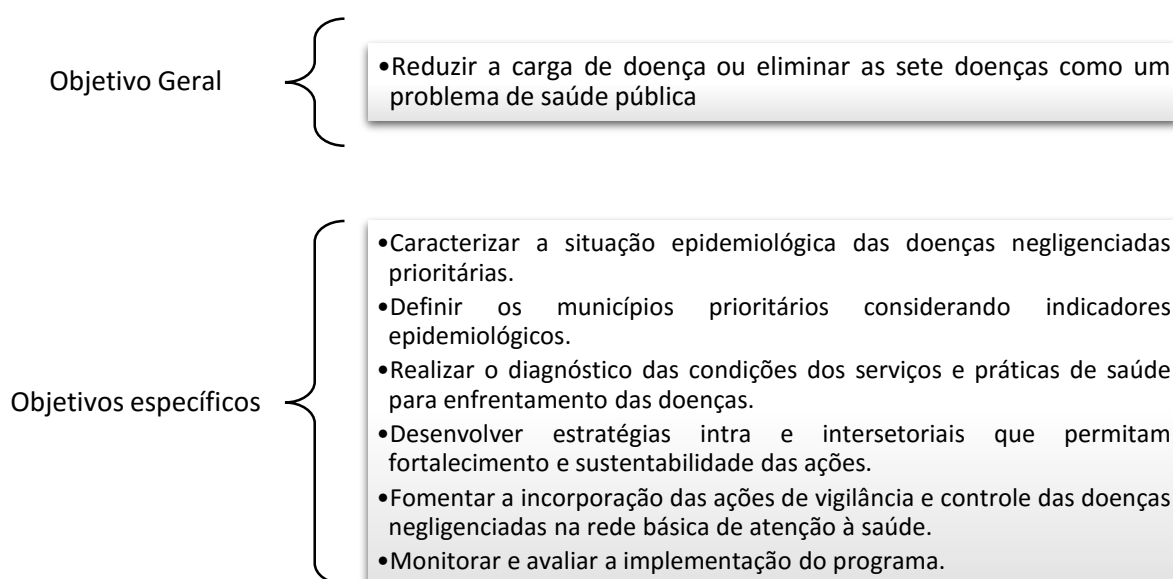 Objetivo Geral
•Reduzir a carga de doença ou eliminar as sete doenças como um
problema de saúde pública
Objetivos específicos
•Caracterizar a situação epidemiológica das doenças negligenciadas
prioritárias.
•Definir os municípios prioritários considerando indicadores
epidemiológicos.
•Realizar o diagnóstico das condições dos serviços e práticas de saúde
para enfrentamento das doenças.
•Desenvolver estratégias intra e intersetoriais que permitam
fortalecimento e sustentabilidade das ações.
•Fomentar a incorporação das ações de vigilância e controle das doenças
negligenciadas na rede básica de atenção à saúde.
•Monitorar e avaliar a implementação do programa.